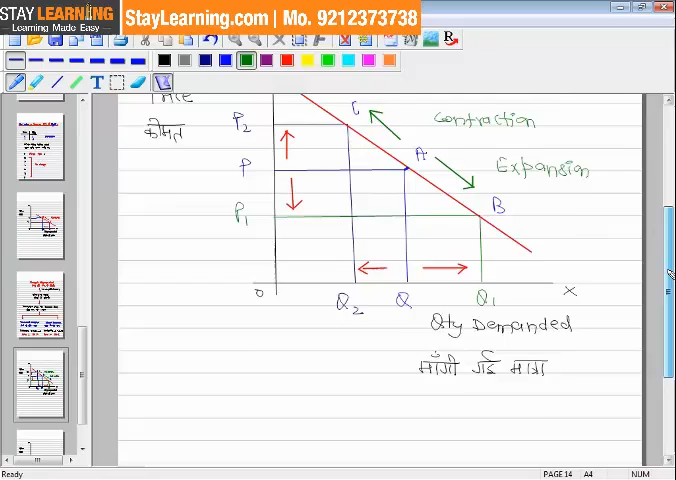 STAY LEARNING
Learning Made Easy
StayLearning.com | Mo. 9212373738
कीमत
P2
C
Contraction
P
A
Expansion
P1
B
O
Q2
Q
Q1
X
Qty Demanded
मांगी गई मात्रा
Ready
PAGE 14
A4
NUM